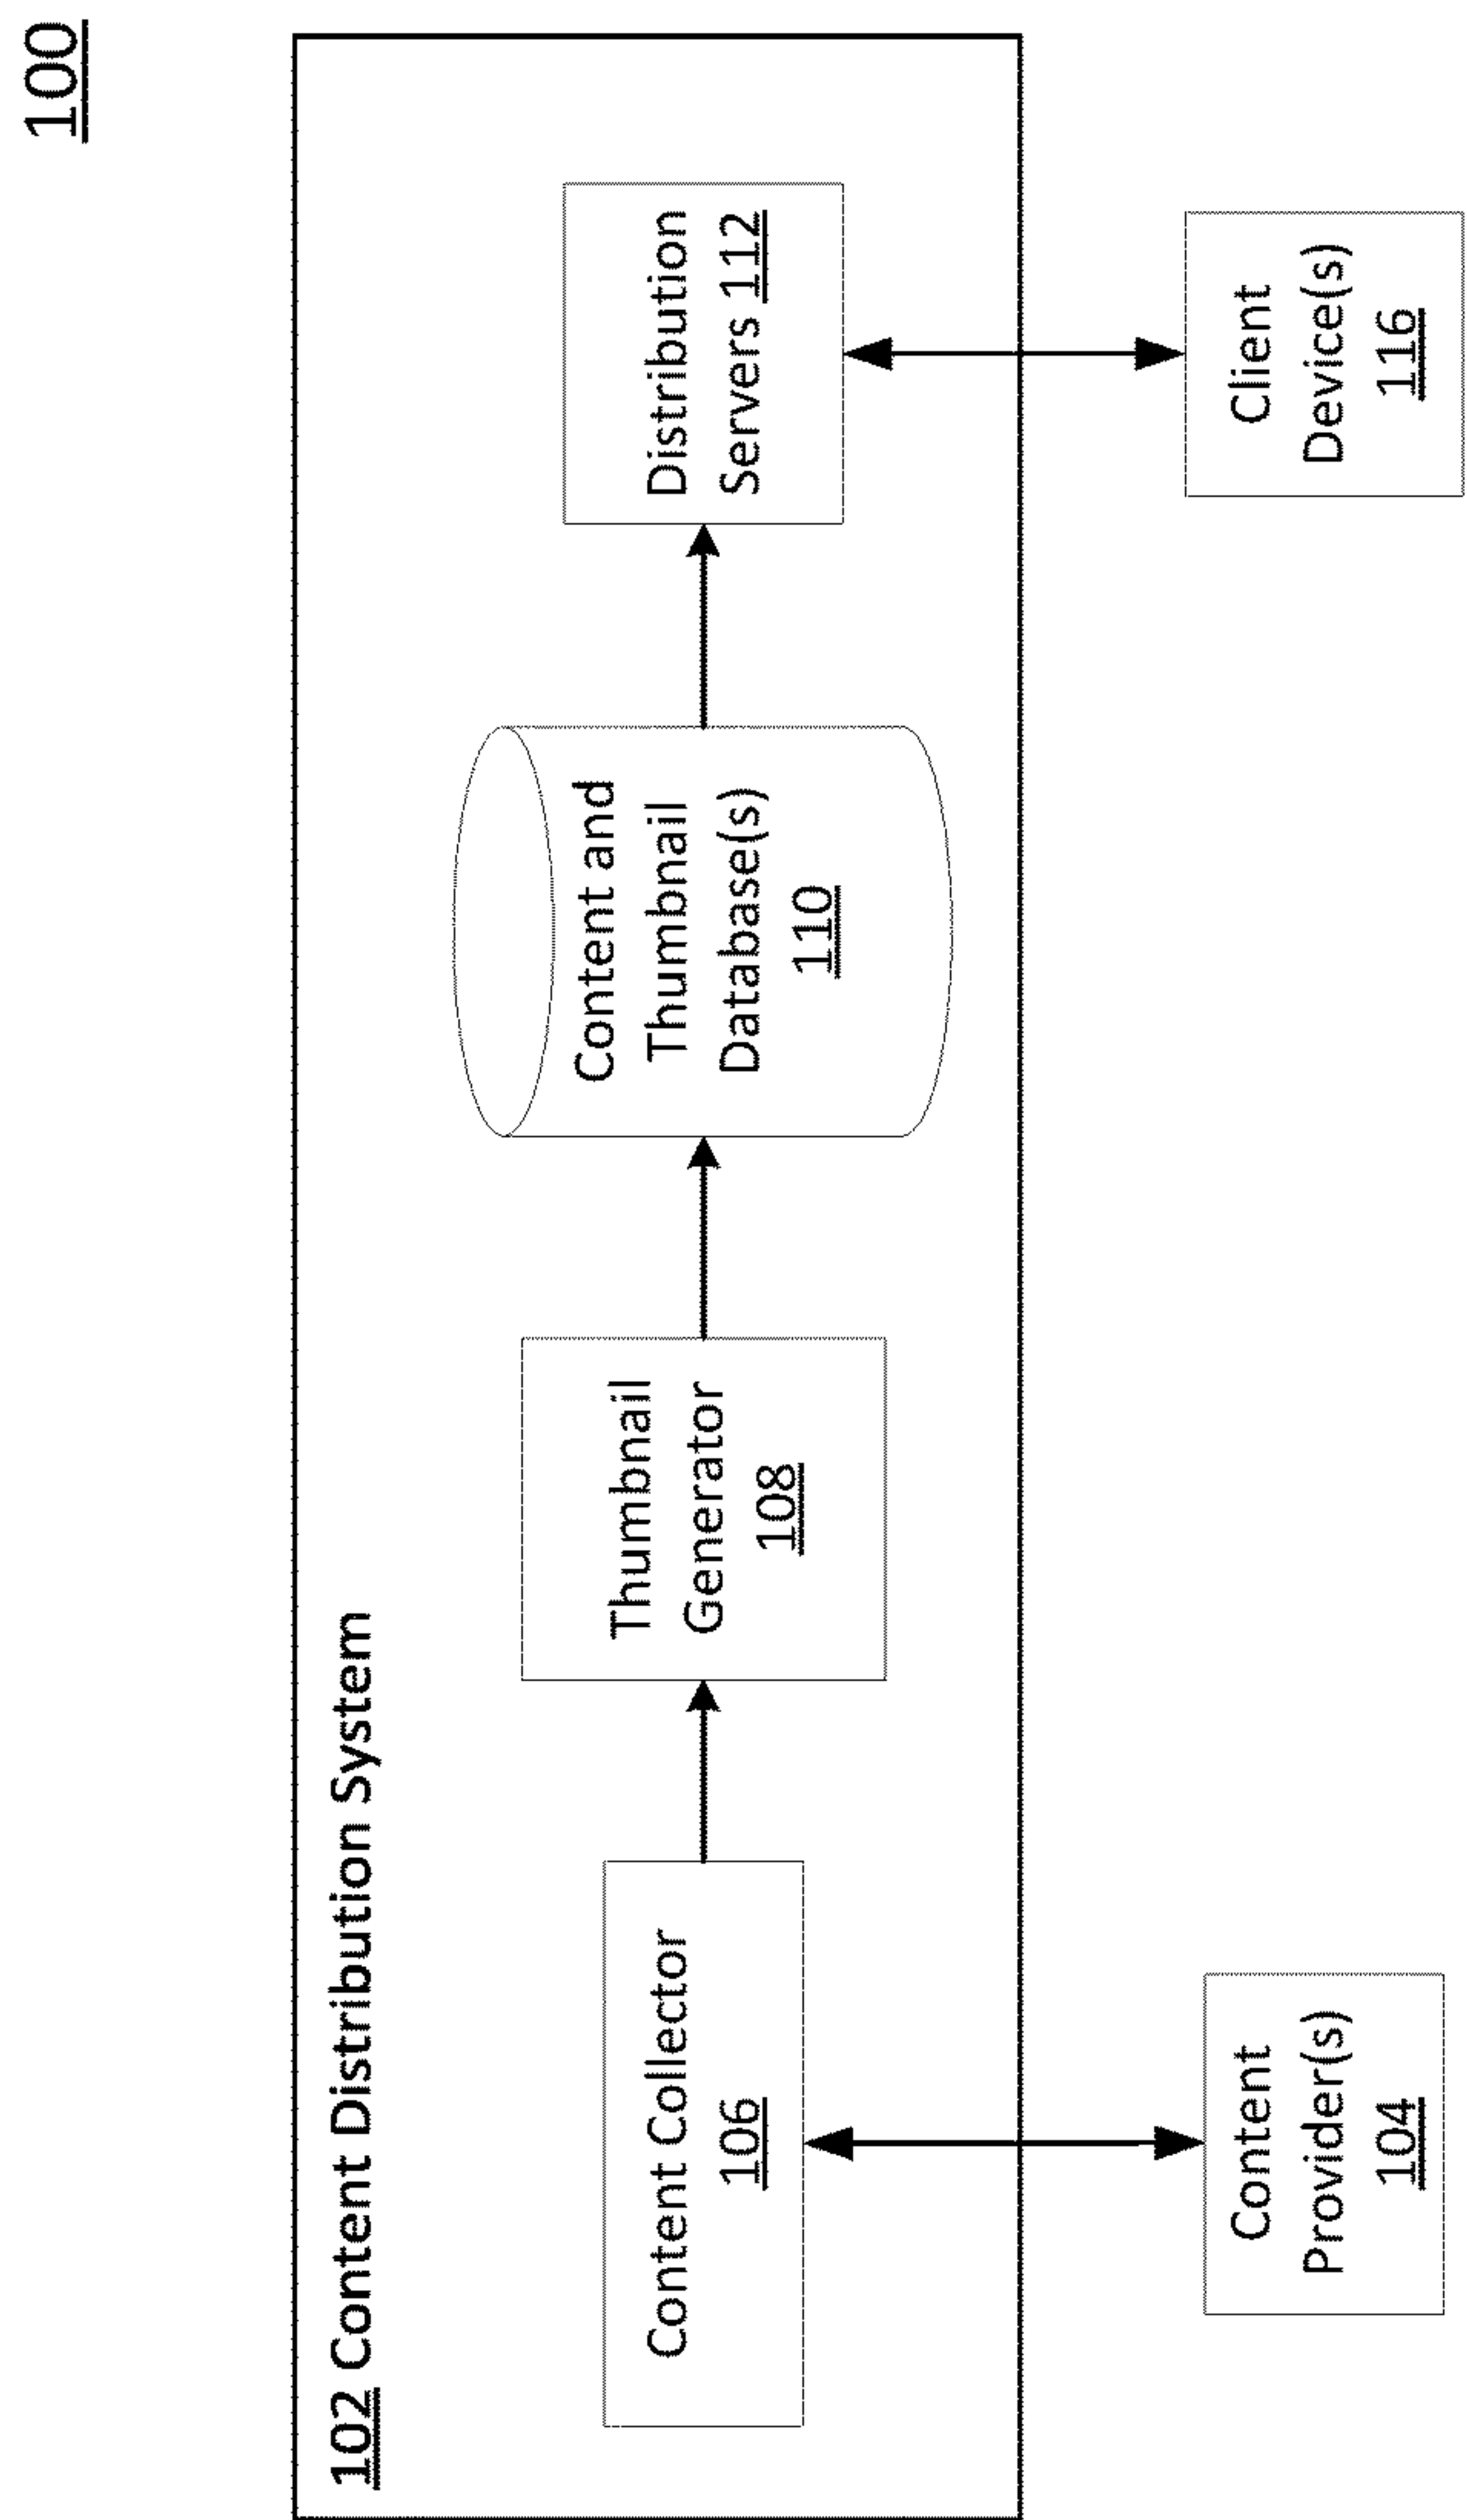 100
102 Content Distribution System
Content Collector
106
Thumbnail
Generator
108
Content and
Thumbnail
Database(s)
110
Distribution
Servers 112
Content
Provider(s)
104
Client
Device(s)
116